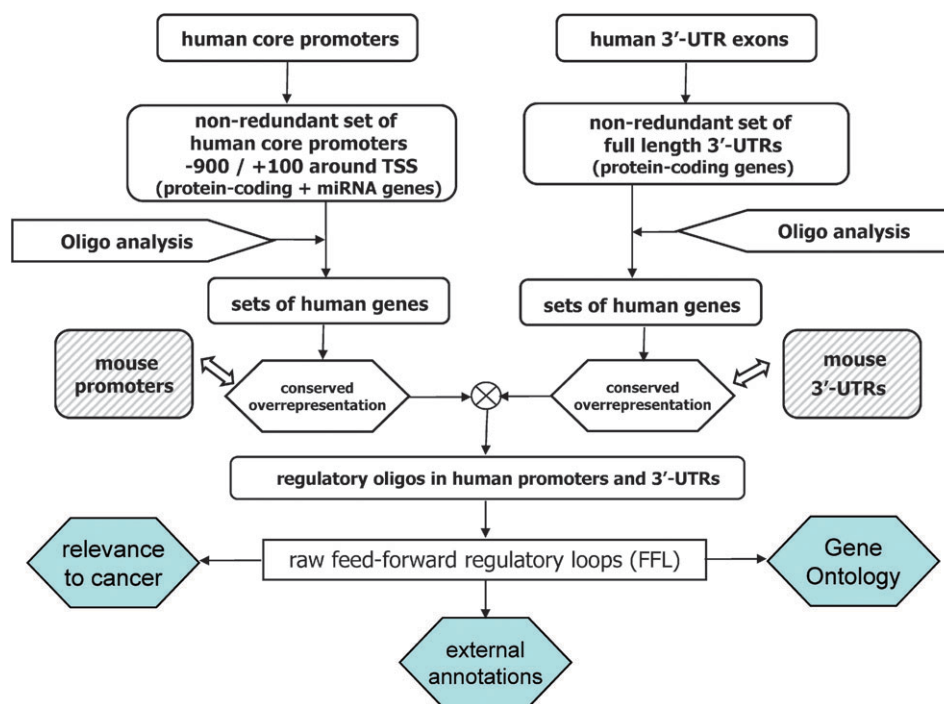 human core promoters
human 3′-UTR exons
non-redundant set of
human core promoters
-900 / +100 around TSS
(protein-coding + miRNA genes)
non-redundant set of
full length 3′-UTRs
(protein-coding genes)
Oligo analysis
Oligo analysis
sets of human genes
sets of human genes
mouse
promoters
conserved
overrepresentation
conserved
overrepresentation
mouse
3′-UTRs
regulatory oligos in human promoters and 3′-UTRs
relevance
to cancer
raw feed-forward regulatory loops (FFL)
Gene
Ontology
external
annotations